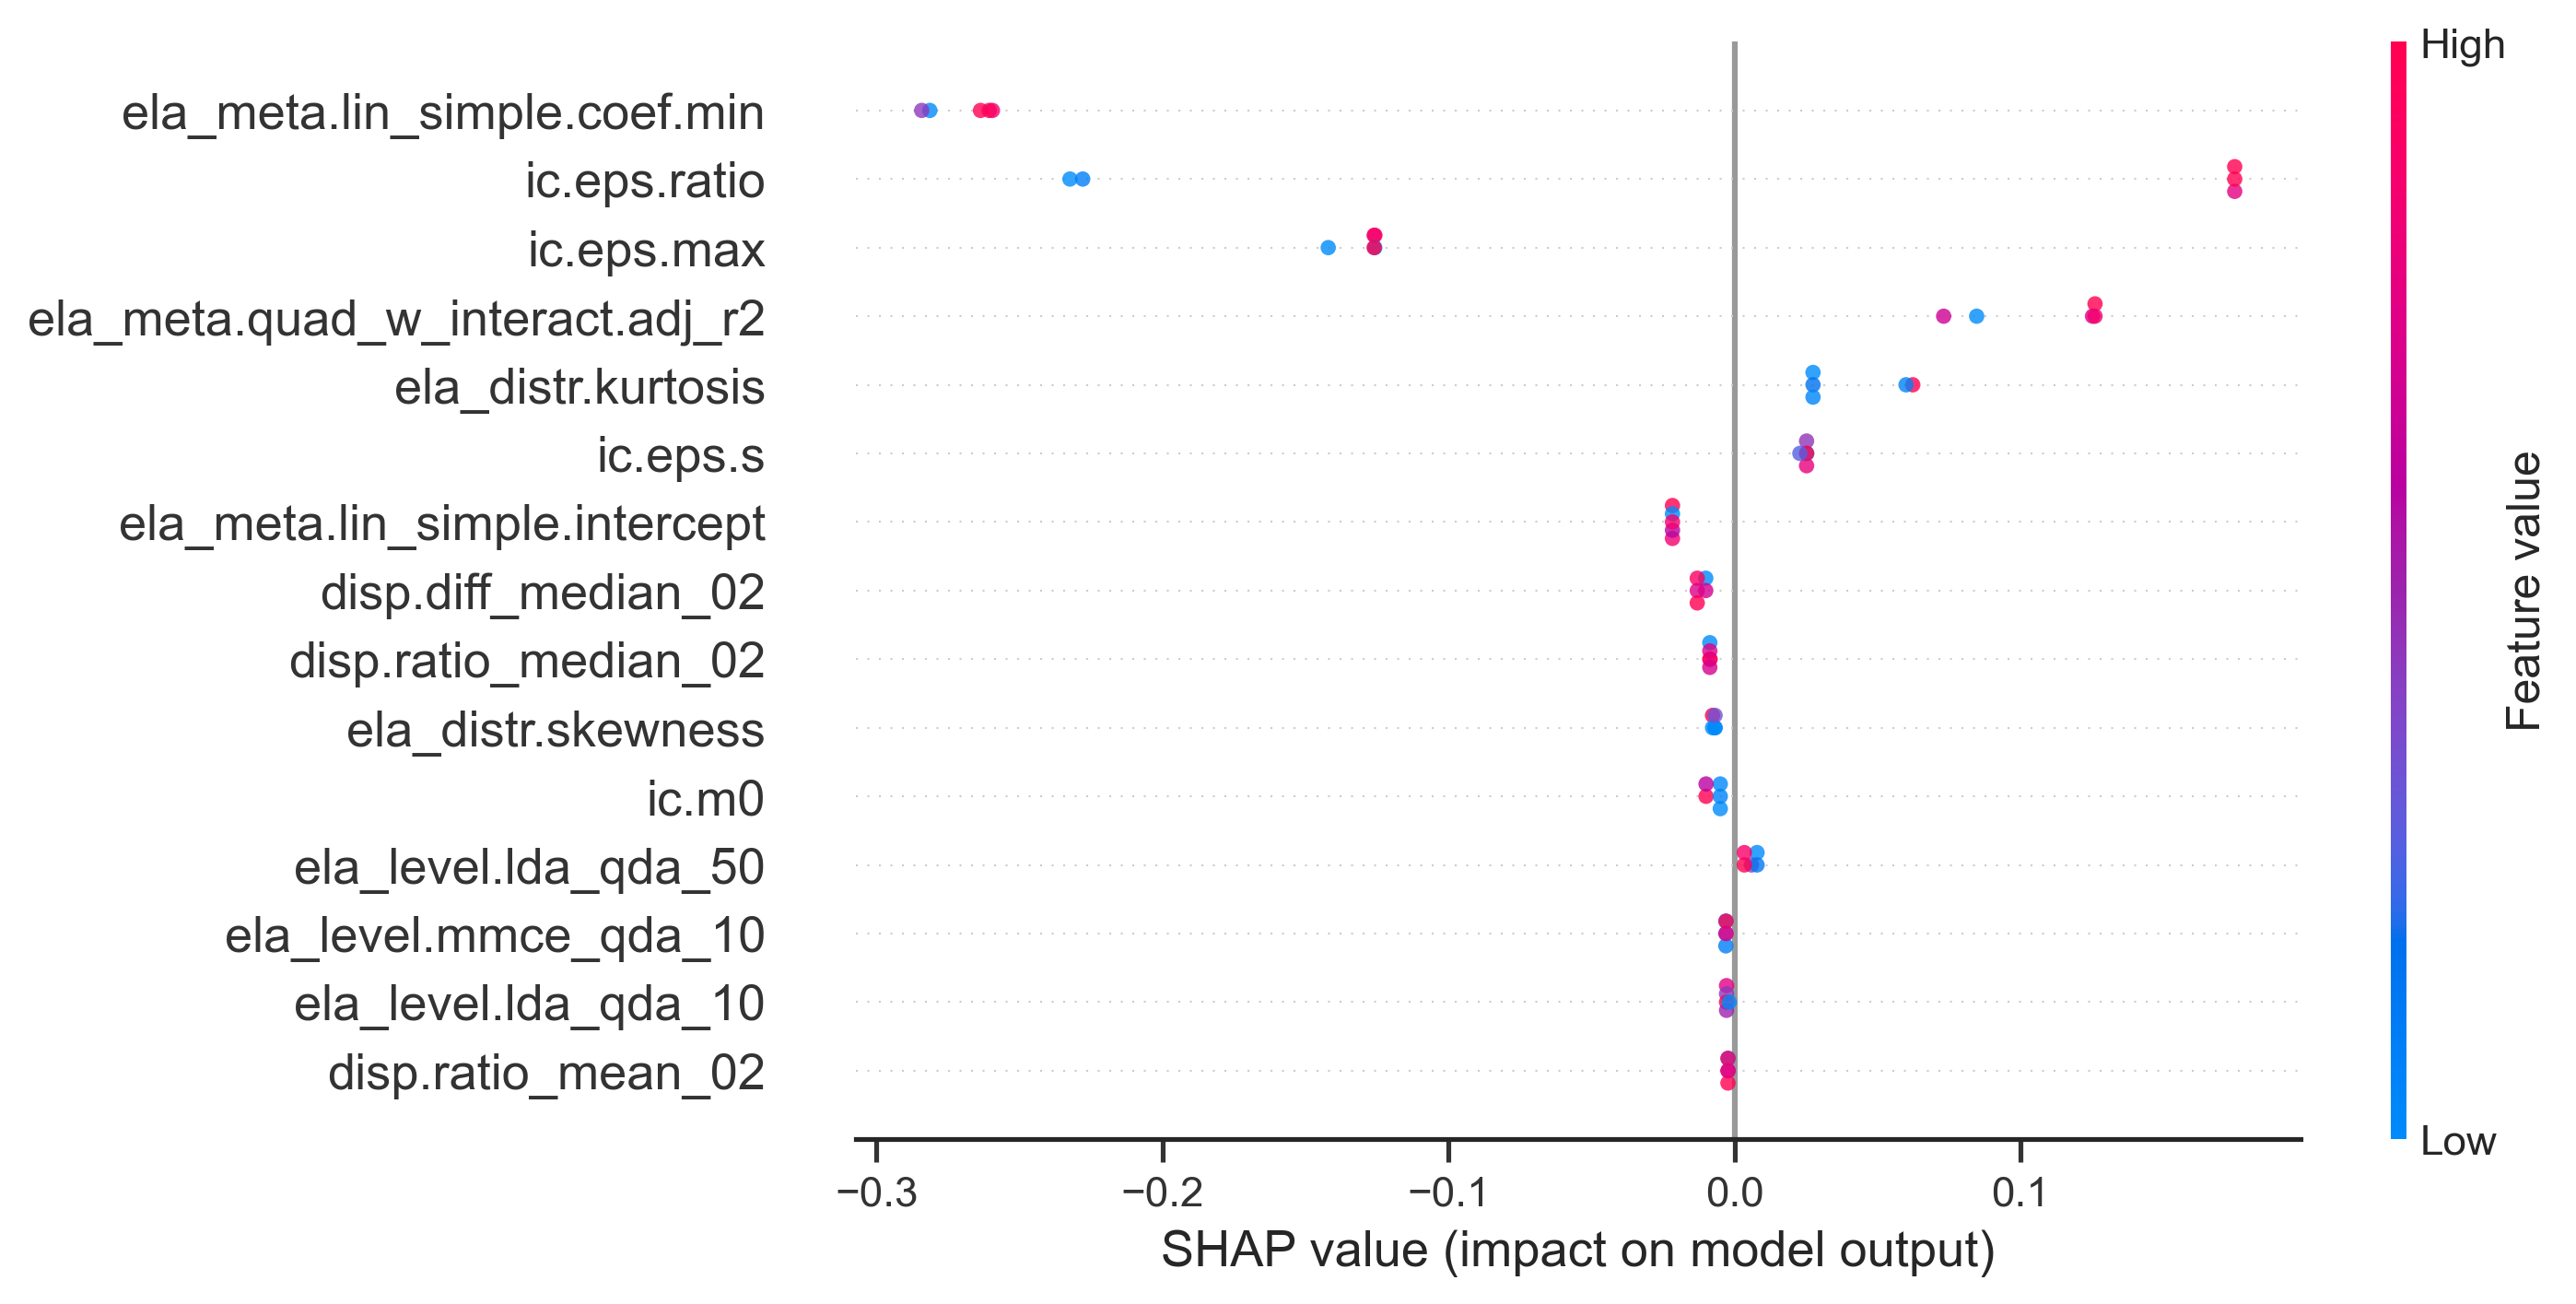 High
ela_meta.lin_simple.coef.min
ic.eps.ratio
ic.eps.max
ela_meta.quad_w_interact.adj_r2
ela_distr.kurtosis
ic.eps.s
ela_meta.lin_simple.intercept
disp.diff_median_02
disp.ratio_median_02
ela_distr.skewness
ic.m0
ela_level.lda_qda_50
ela_level.mmce_qda_10
ela_level.lda_qda_10
disp.ratio_mean_02
Feature value
Low
−0.3 −0.2 −0.1 0.0 0.1
SHAP value (impact on model output)